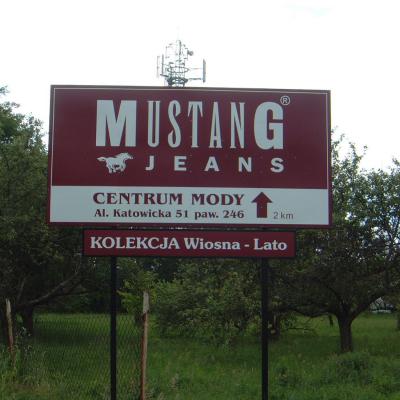 MUSTANG®
JEANS
CENTRUM MODY
Al. Katowicka 51 paw. 246
2 km
KOLEKCJA Wiosna - Lato